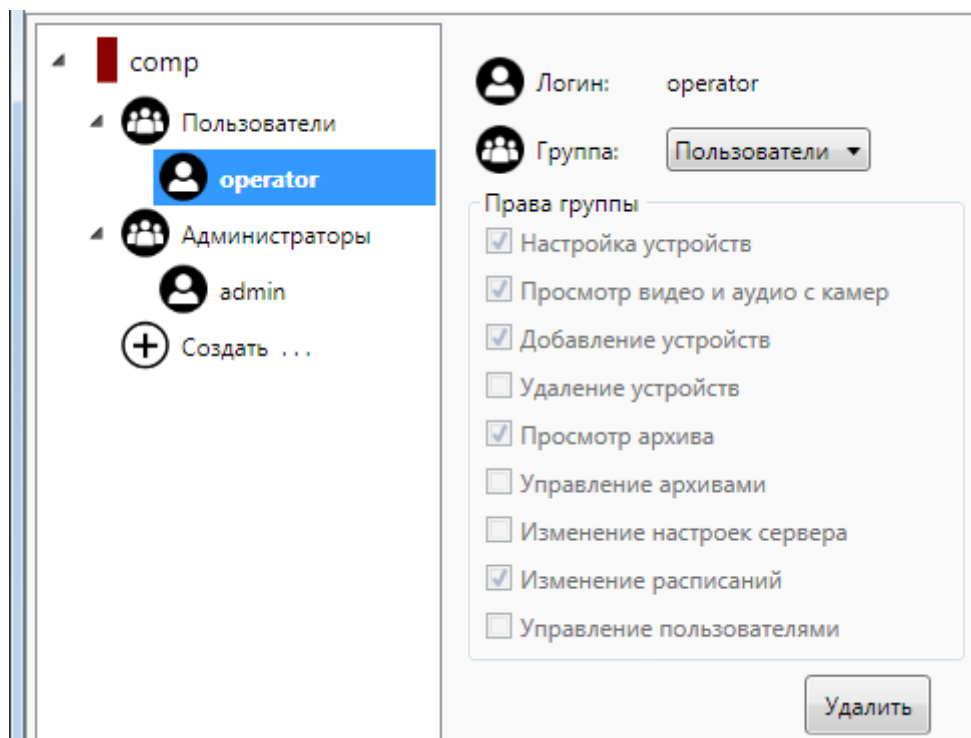 comp
Пользователи
operator
Администраторы
admin
Создать ...
Логин: operator
Группа: Пользователи
Права группы
Настройка устройств
Просмотр видео и аудио с камер
Добавление устройств
Удаление устройств
Просмотр архива
Управление архивами
Изменение настроек сервера
Изменение расписаний
Управление пользователями
Удалить